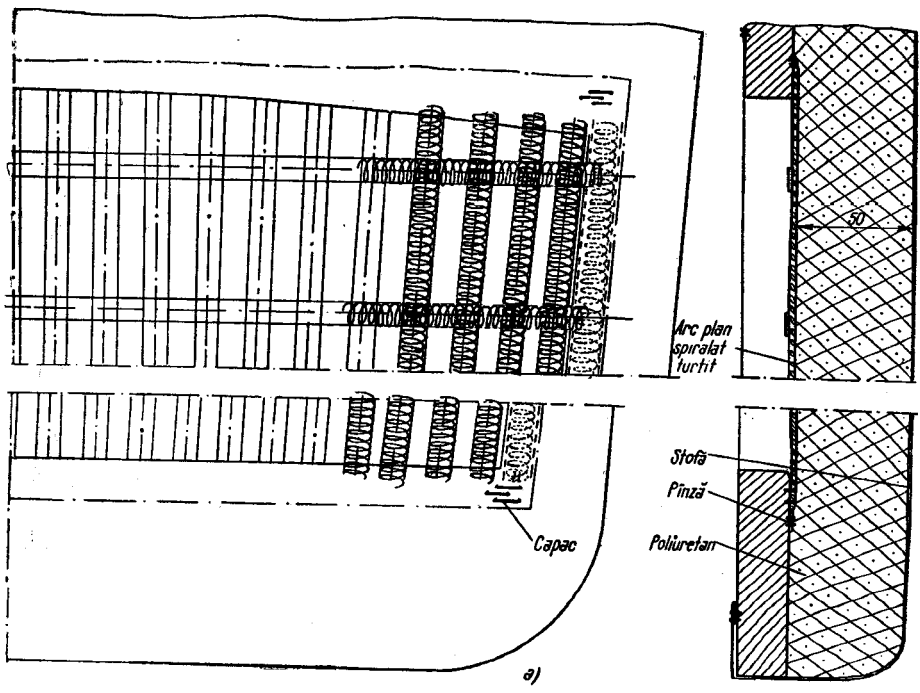 50
Arc plan
spiralat
turtit
Stofă
Pînză
Poliuretan
Capac
a)